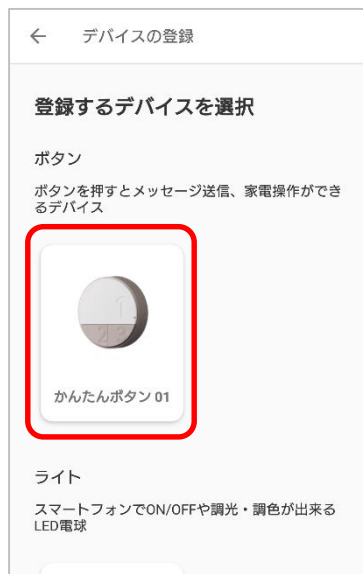 ← デバイスの登録
登録するデバイスを選択
ボタン
ボタンを押すとメッセージ送信、家電操作ができ
るデバイス
1
2 3
かんたんボタン 01
ライト
スマートフォンでON/OFFや調光・調色が出来る
LED電球